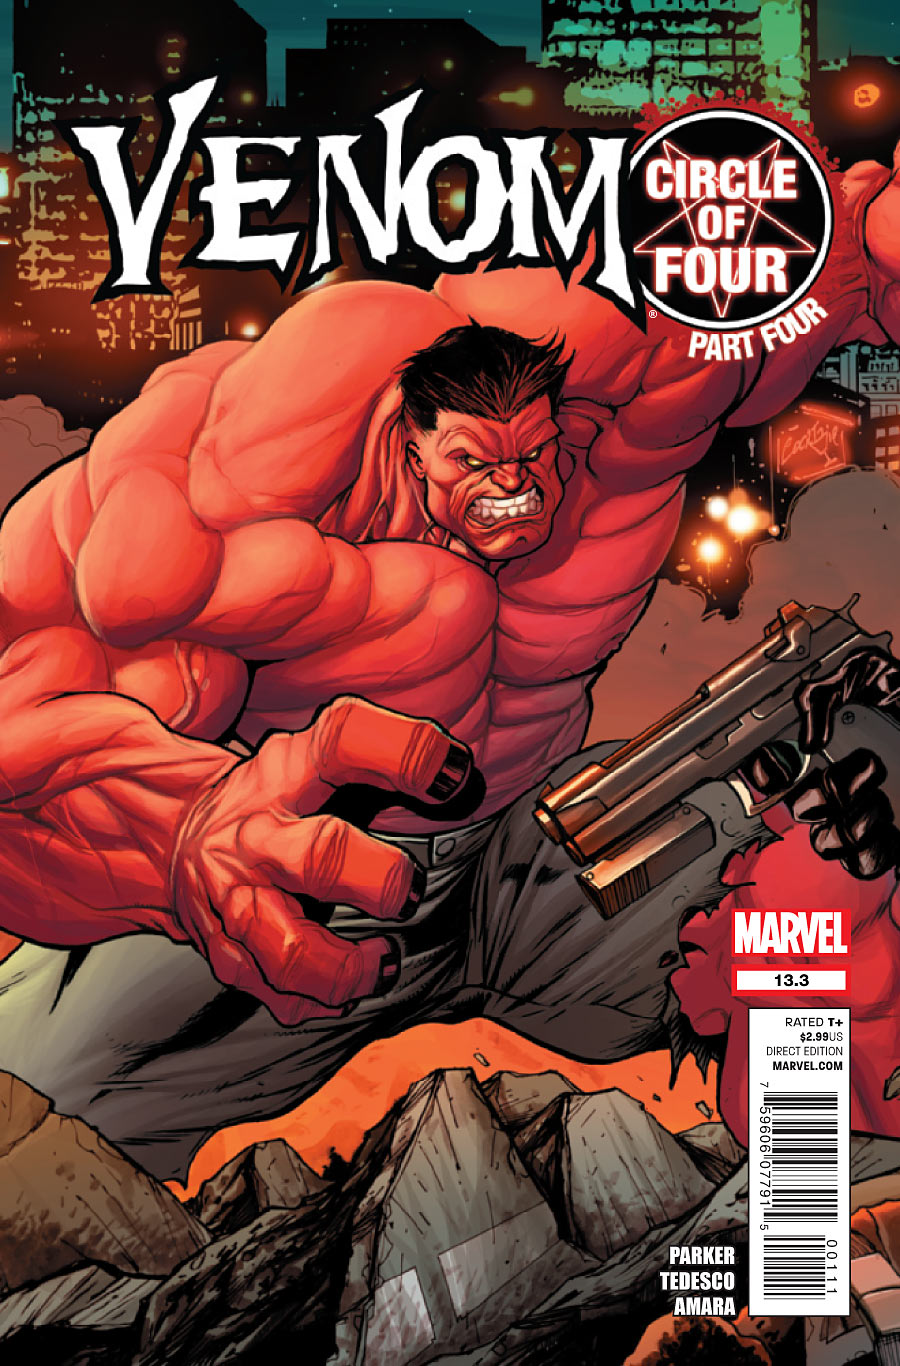 VENOM
CIRCLE
OF
FOUR
PART FOUR
®
MARVEL
13.3
RATED T+
$2.99US
DIRECT EDITION
MARVEL.COM
7 59606 07791 5
00111
PARKER
TEDESCO
AMARA